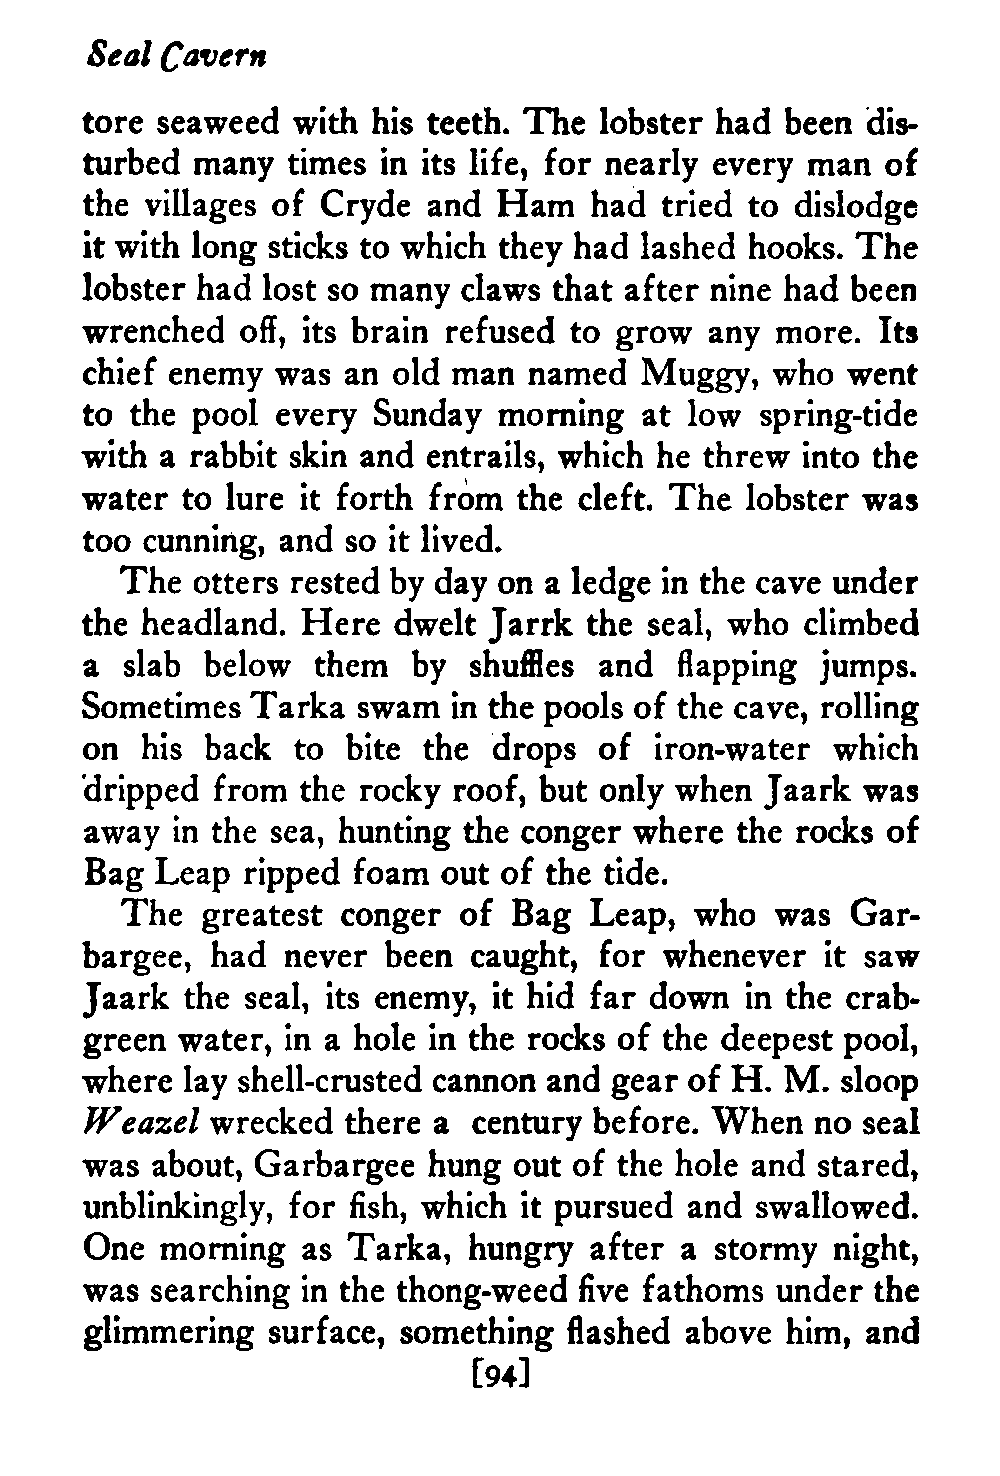 Seal Cavern
tore seaweed with his teeth. The lobster had been dis-
turbed many times in its life, for nearly every man of
the villages of Cryde and Ham had tried to dislodge
it with long sticks to which they had lashed hooks. The
lobster had lost so many claws that after nine had been
wrenched off, its brain refused to grow any more. Its
chief enemy was an old man named Muggy, who went
to the pool every Sunday morning at low spring-tide
with a rabbit skin and entrails, which he threw into the
water to lure it forth from the cleft. The lobster was
too cunning, and so it lived.
The otters rested by day on a ledge in the cave under
the headland. Here dwelt Jarrk the seal, who climbed
a slab below them by shuffles and flapping jumps.
Sometimes Tarka swam in the pools of the cave, rolling
on his back to bite the drops of iron-water which
dripped from the rocky roof, but only when Jaark was
away in the sea, hunting the conger where the rocks of
Bag Leap ripped foam out of the tide.
The greatest conger of Bag Leap, who was Gar-
bargee, had never been caught, for whenever it saw
Jaark the seal, its enemy, it hid far down in the crab-
green water, in a hole in the rocks of the deepest pool,
where lay shell-crusted cannon and gear of H. M. sloop
Weazel wrecked there a century before. When no seal
was about, Garbargee hung out of the hole and stared,
unblinkingly, for fish, which it pursued and swallowed.
One morning as Tarka, hungry after a stormy night,
was searching in the thong-weed five fathoms under the
glimmering surface, something flashed above him, and
[94]